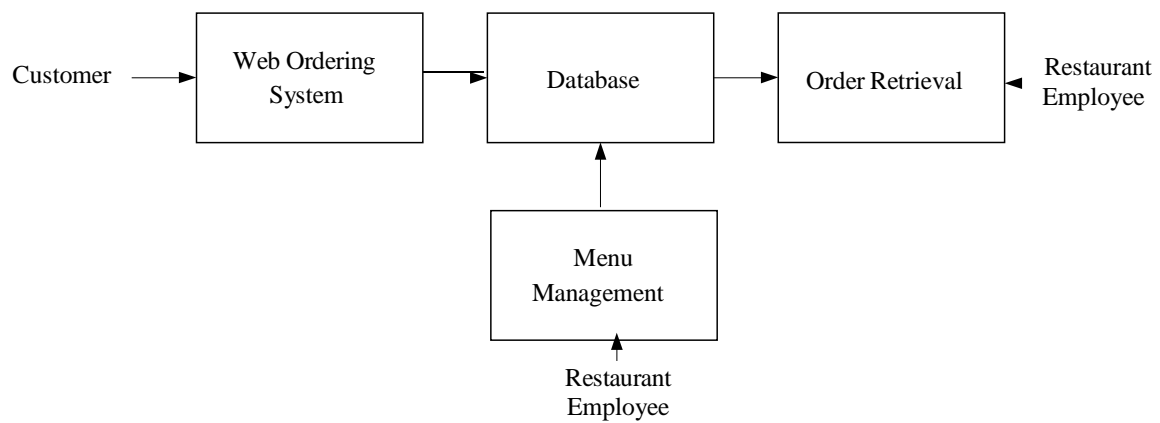 Customer
Web Ordering
System
Database
Order Retrieval
Restaurant
Employee
Menu
Management
Restaurant
Employee